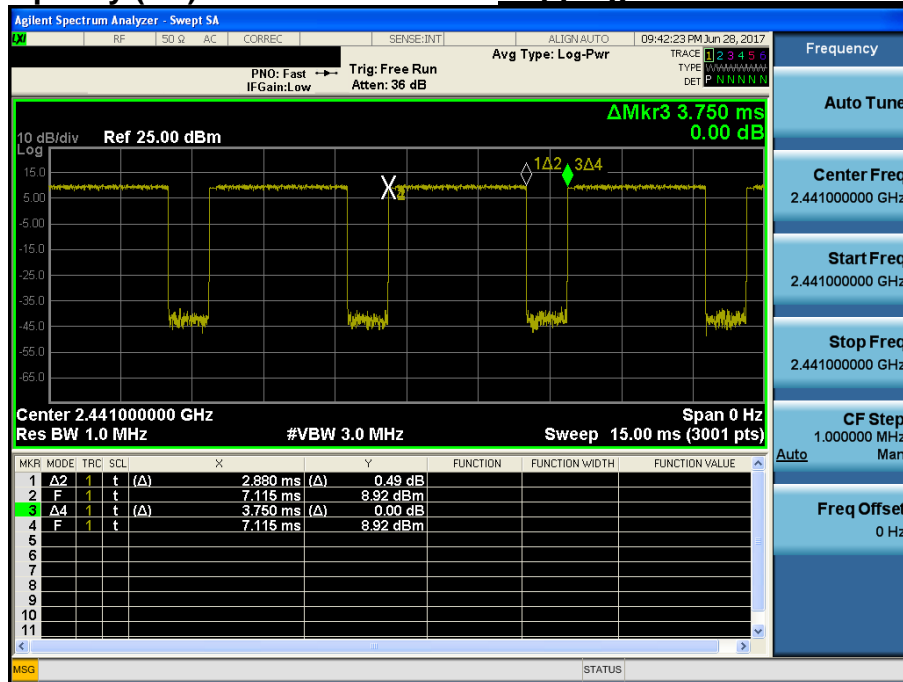 Agilent Spectrum Analyzer - Swept SA
LXI RF 50 Ω AC CORREC SENSE:INT ALIGN AUTO 09:42:23 PM Jun 28, 2017
PNO: Fast
IFGain:Low
Trig: Free Run
Atten: 36 dB
Avg Type: Log-Pwr
TRACE 1 2 3 4 5 6
TYPE WWWWWWW
DET P N N N N N
ΔMkr3 3.750 ms
0.00 dB
10 dB/div Ref 25.00 dBm
Log
15.0
5.00
-5.00
-15.0
-25.0
-35.0
-45.0
-55.0
-65.0
X
2
1Δ2
3Δ4
Center 2.441000000 GHz Span 0 Hz
Res BW 1.0 MHz #VBW 3.0 MHz Sweep 15.00 ms (3001 pts)
MKR MODE TRC SCL X Y FUNCTION FUNCTION WIDTH FUNCTION VALUE
1 Δ2 1 t (Δ) 2.880 ms (Δ) 0.49 dB
2 F 1 t 7.115 ms 8.92 dBm
3 Δ4 1 t (Δ) 3.750 ms (Δ) 0.00 dB
4 F 1 t 7.115 ms 8.92 dBm
5
6
7
8
9
10
11
MSG STATUS
Frequency
Auto Tune
Center Freq
2.441000000 GHz
Start Freq
2.441000000 GHz
Stop Freq
2.441000000 GHz
CF Step
1.000000 MHz
Auto Man
Freq Offset
0 Hz